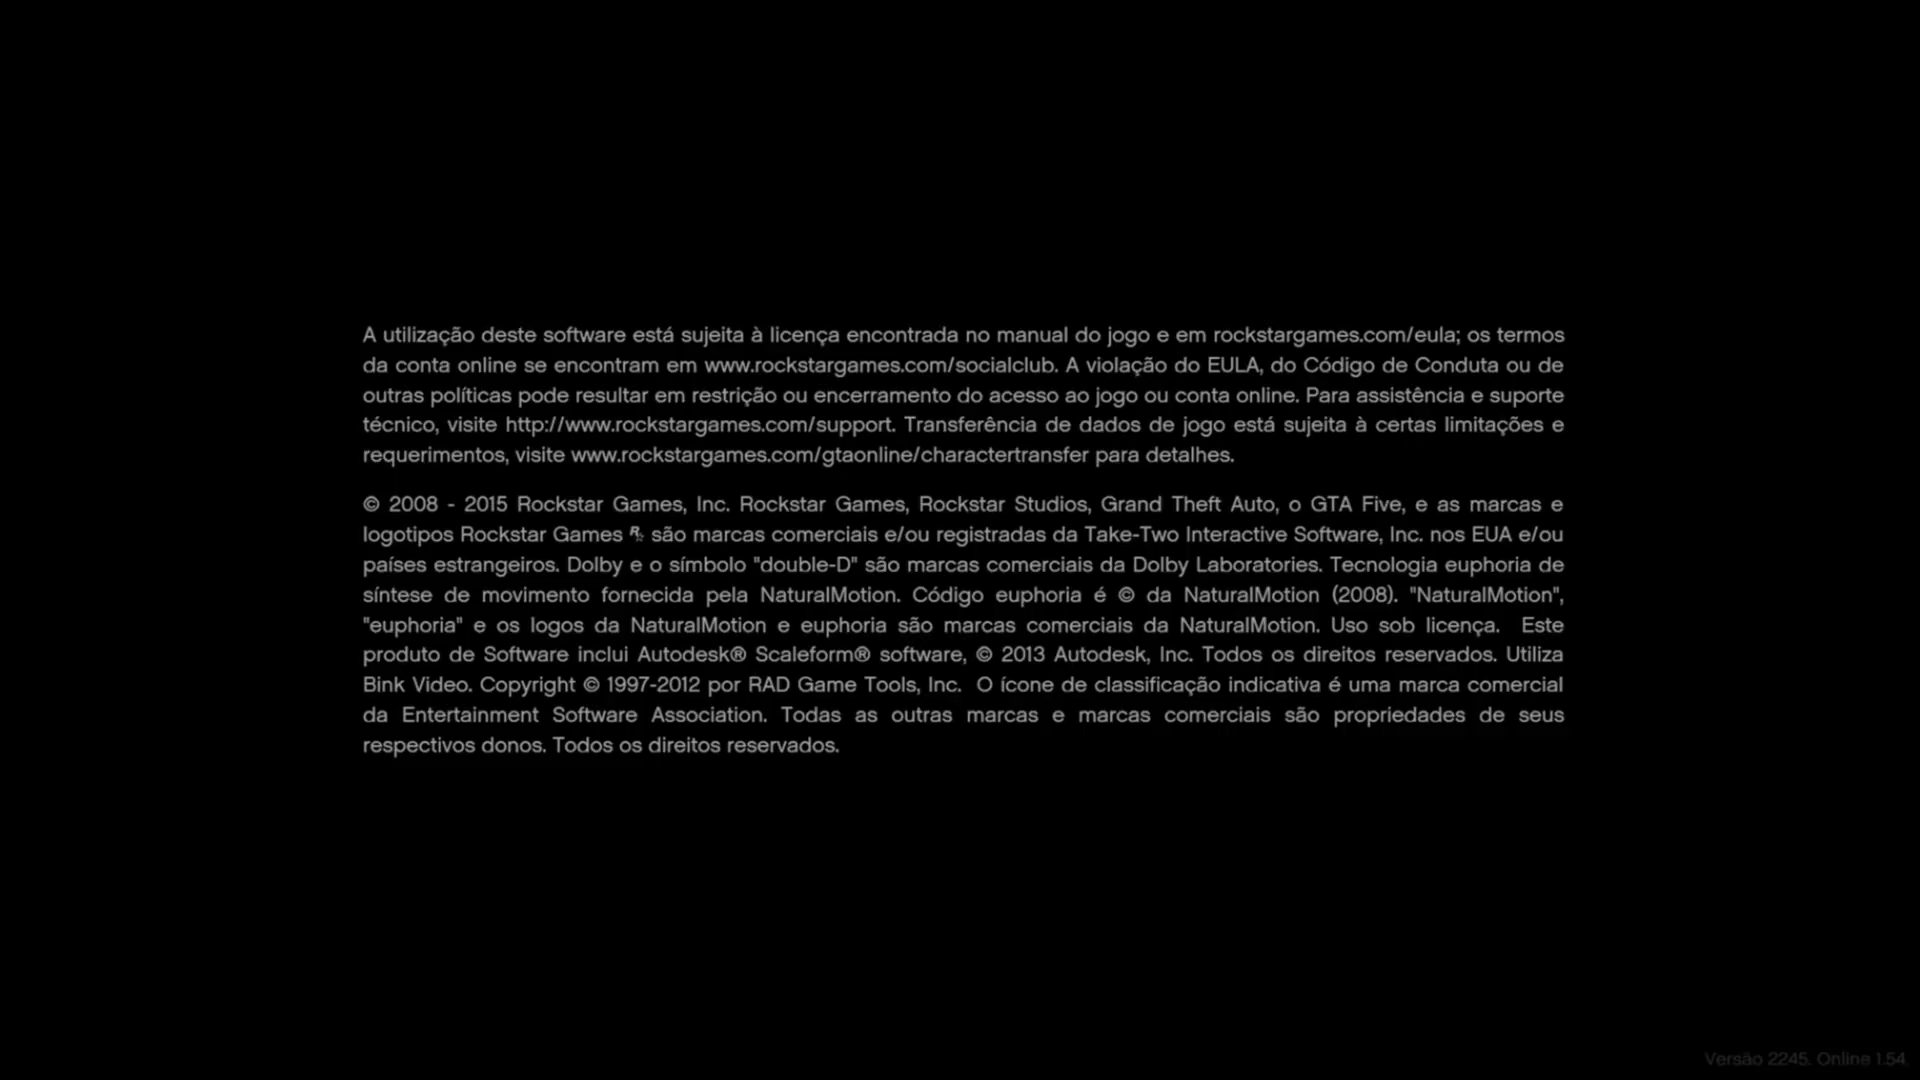 A utilização deste software está sujeita à licença encontrada no manual do jogo e em rockstargames.com/eula; os termos
da conta online se encontram em www.rockstargames.com/socialclub. A violação do EULA, do Código de Conduta ou de
outras políticas pode resultar em restrição ou encerramento do acesso ao jogo ou conta online. Para assistência e suporte
técnico, visite http://www.rockstargames.com/support. Transferência de dados de jogo está sujeita à certas limitações e
requerimentos, visite www.rockstargames.com/gtaonline/charactertransfer para detalhes.
© 2008 - 2015 Rockstar Games, Inc. Rockstar Games, Rockstar Studios, Grand Theft Auto, o GTA Five, e as marcas e
logotipos Rockstar Games R* são marcas comerciais e/ou registradas da Take-Two Interactive Software, Inc. nos EUA e/ou
países estrangeiros. Dolby e o símbolo "double-D" são marcas comerciais da Dolby Laboratories. Tecnologia euphoria de
síntese de movimento fornecida pela NaturalMotion. Código euphoria é © da NaturalMotion (2008). "NaturalMotion",
"euphoria" e os logos da NaturalMotion e euphoria são marcas comerciais da NaturalMotion. Uso sob licença. Este
produto de Software inclui Autodesk® Scaleform® software, © 2013 Autodesk, Inc. Todos os direitos reservados. Utiliza
Bink Video. Copyright © 1997-2012 por RAD Game Tools, Inc. O ícone de classificação indicativa é uma marca comercial
da Entertainment Software Association. Todas as outras marcas e marcas comerciais são propriedades de seus
respectivos donos. Todos os direitos reservados.
Versão 2245. Online 1.54.